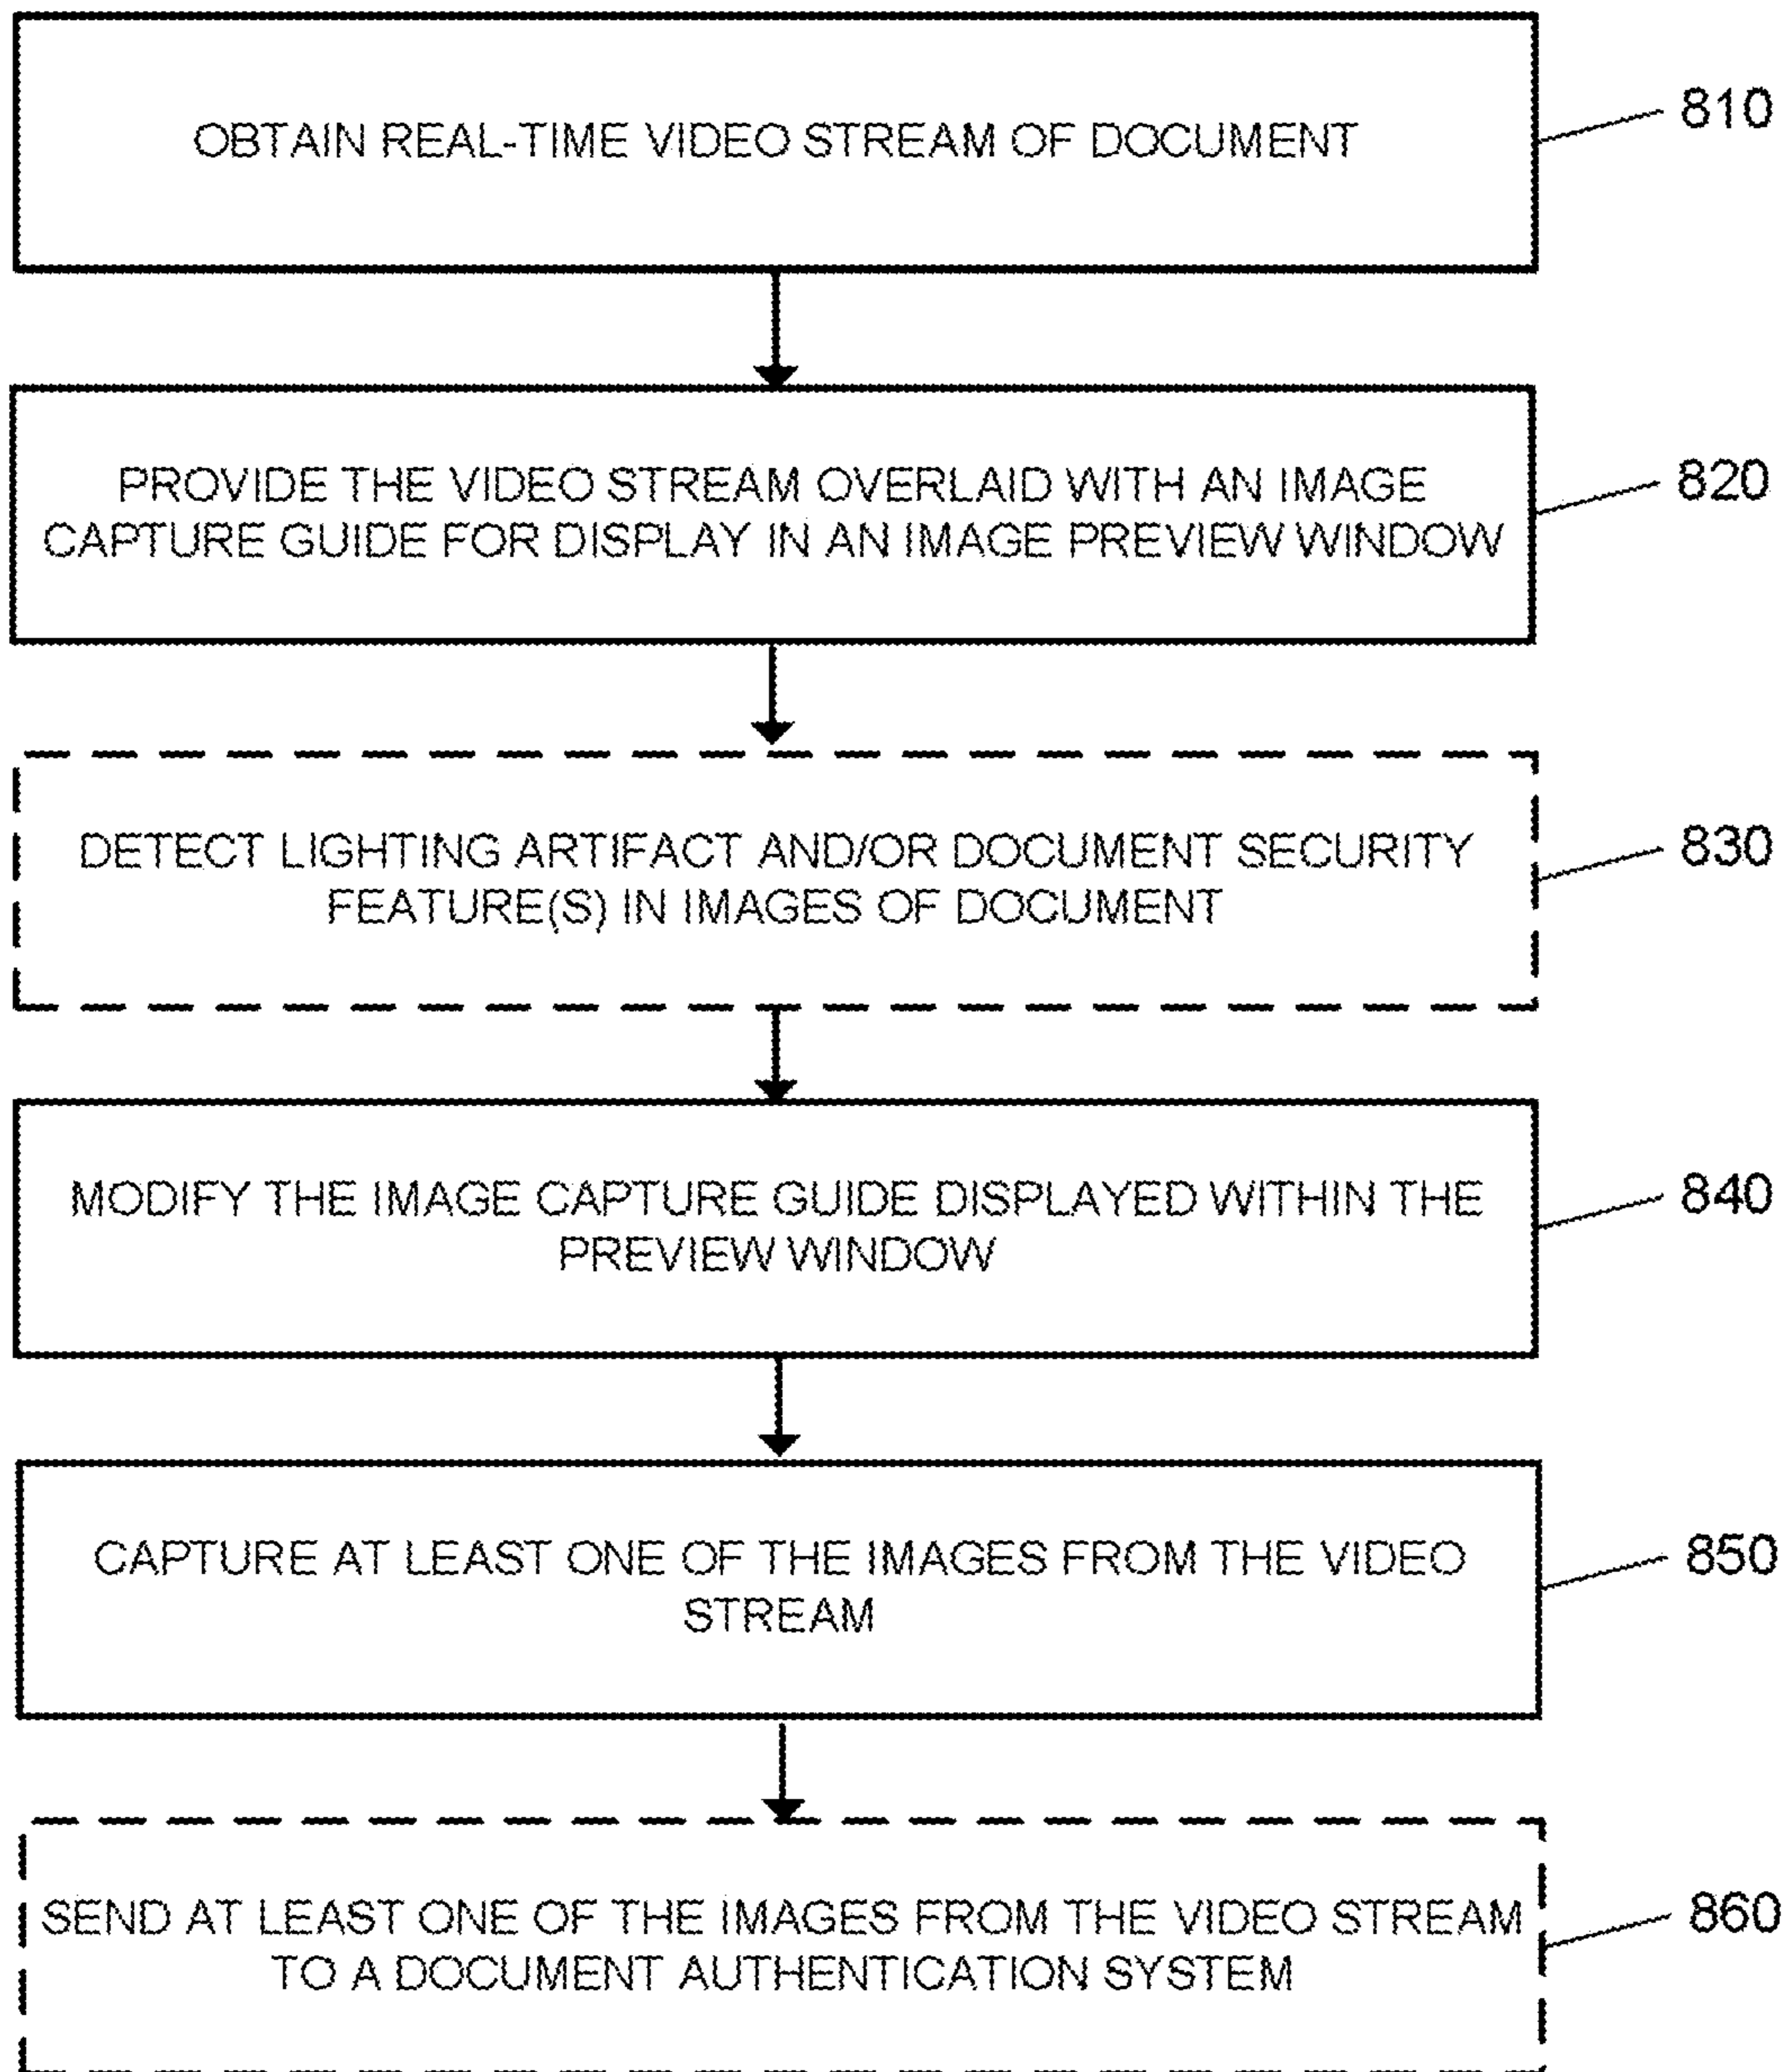 OBTAIN REAL-TIME VIDEO STREAM OF DOCUMENT
810
PROVIDE THE VIDEO STREAM OVERLAID WITH AN IMAGE
CAPTURE GUIDE FOR DISPLAY IN AN IMAGE PREVIEW WINDOW
820
DETECT LIGHTING ARTIFACT AND/OR DOCUMENT SECURITY
FEATURE(S) IN IMAGES OF DOCUMENT
830
MODIFY THE IMAGE CAPTURE GUIDE DISPLAYED WITHIN THE
PREVIEW WINDOW
840
CAPTURE AT LEAST ONE OF THE IMAGES FROM THE VIDEO
STREAM
850
SEND AT LEAST ONE OF THE IMAGES FROM THE VIDEO STREAM
TO A DOCUMENT AUTHENTICATION SYSTEM
860